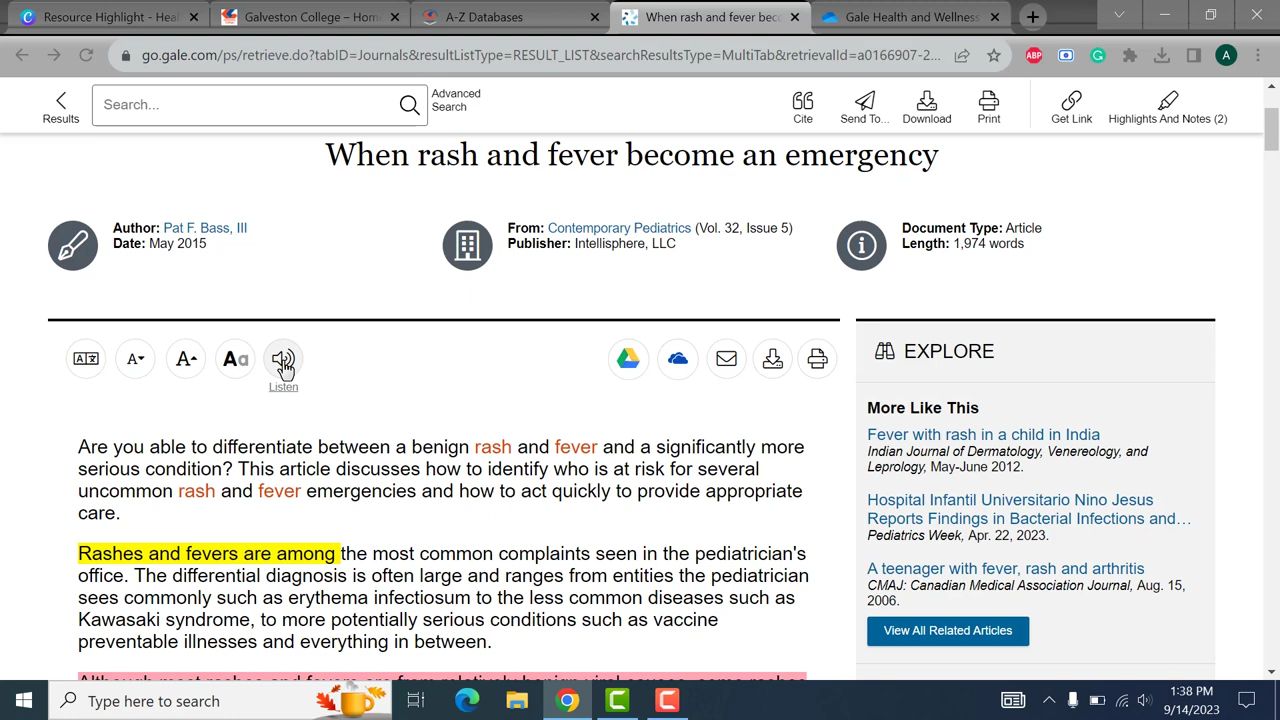 Resource Highlight - Heal
Galveston College – Hom
A-Z Databases
When rash and fever beco
Gale Health and Wellness
go.gale.com/ps/retrieve.do?tabID=Journals&resultListType=RESULT_LIST&searchResultsType=MultiTab&retrievalId=a0166907-2...
ABP
A
Results
Search...
Advanced
Search
Cite
Send To...
Download
Print
Get Link
Highlights And Notes (2)
When rash and fever become an emergency
Author: Pat F. Bass, III
Date: May 2015
From: Contemporary Pediatrics (Vol. 32, Issue 5)
Publisher: Intellisphere, LLC
Document Type: Article
Length: 1,974 words
A
A
Aa
Listen
Are you able to differentiate between a benign rash and fever and a significantly more
serious condition? This article discusses how to identify who is at risk for several
uncommon rash and fever emergencies and how to act quickly to provide appropriate
care.
Rashes and fevers are among the most common complaints seen in the pediatrician's
office. The differential diagnosis is often large and ranges from entities the pediatrician
sees commonly such as erythema infectiosum to the less common diseases such as
Kawasaki syndrome, to more potentially serious conditions such as vaccine
preventable illnesses and everything in between.
EXPLORE
More Like This
Fever with rash in a child in India
Indian Journal of Dermatology, Venereology, and
Leprology, May-June 2012.
Hospital Infantil Universitario Nino Jesus
Reports Findings in Bacterial Infections and…
Pediatrics Week, Apr. 22, 2023.
A teenager with fever, rash and arthritis
CMAJ: Canadian Medical Association Journal, Aug. 15,
2006.
View All Related Articles
Type here to search
1:38 PM
9/14/2023